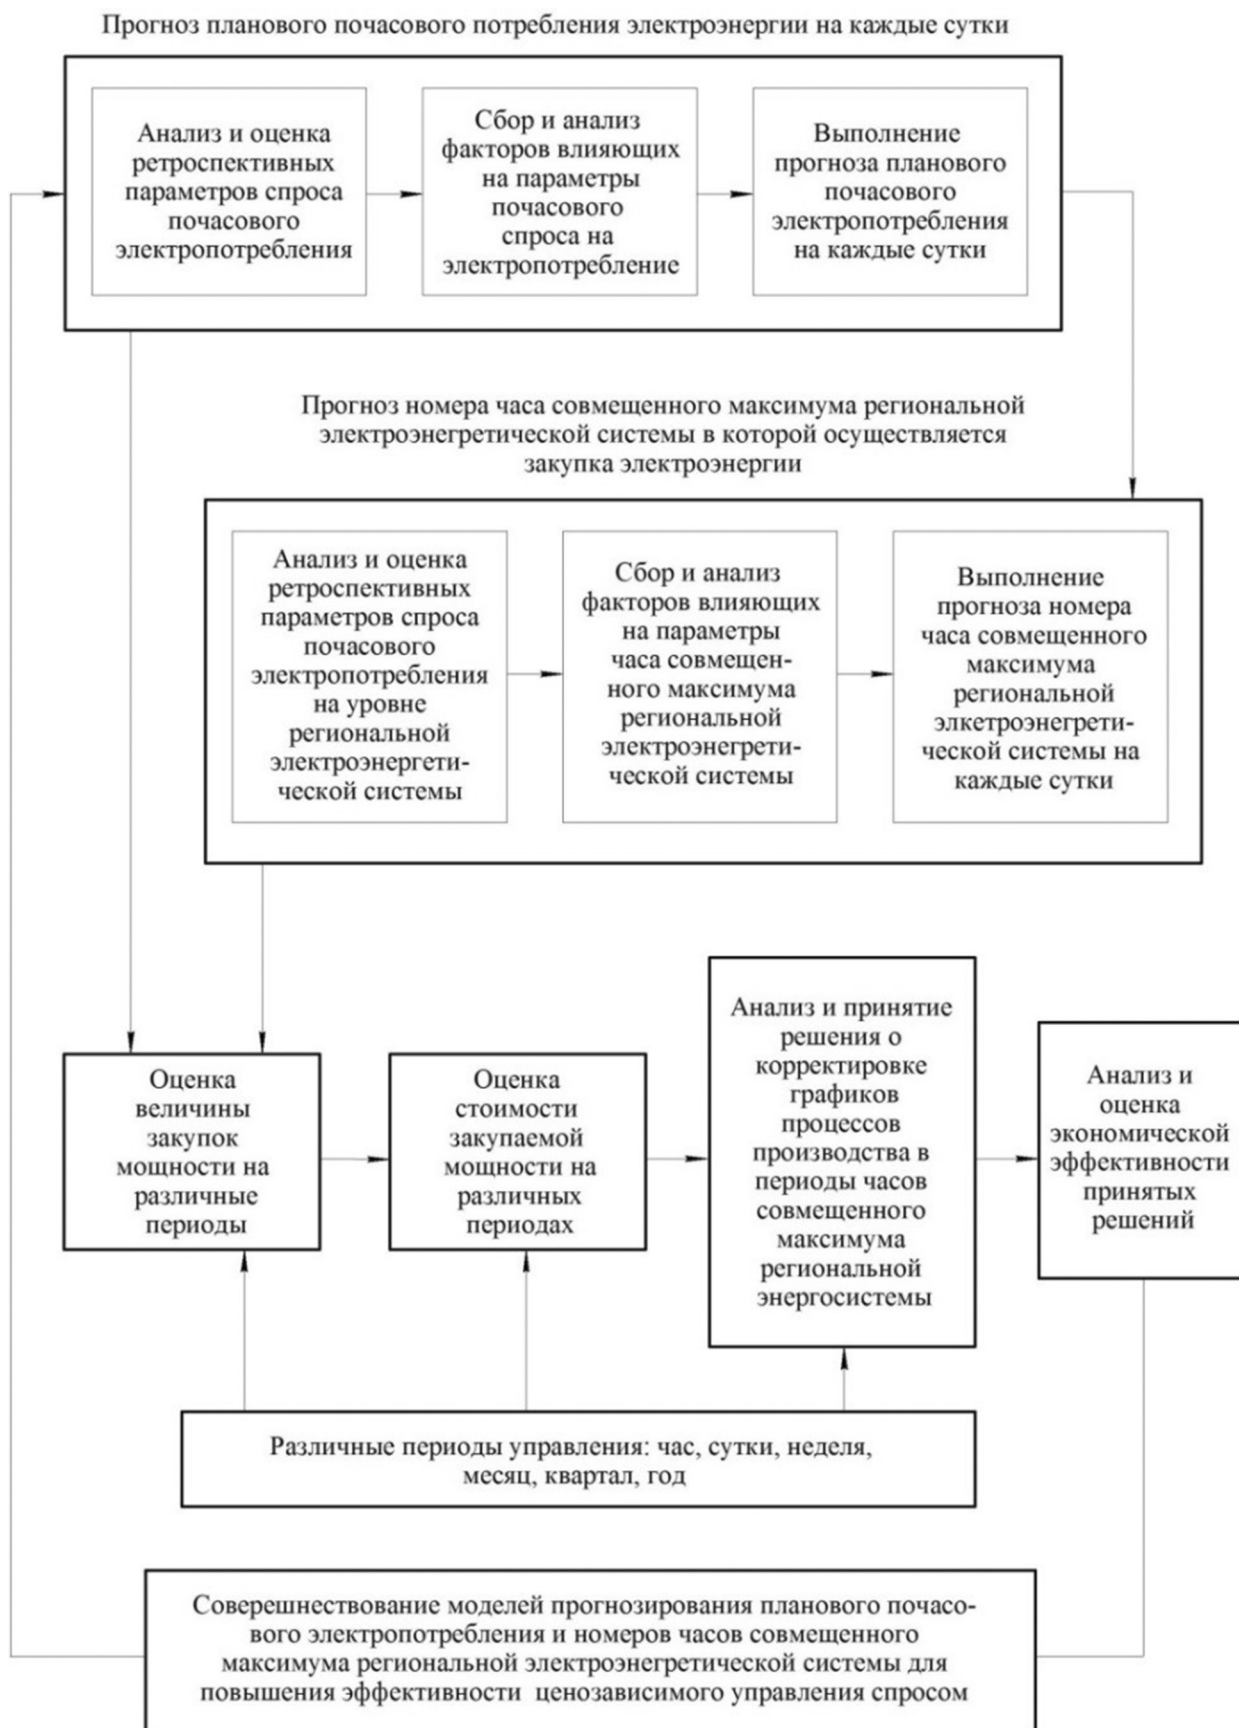 Прогноз планового почасового потребления электроэнергии на каждые сутки
Анализ и оценка
ретроспективных
параметров спроса
почасового
электропотребления
Сбор и анализ
факторов влияющих
на параметры
почасового
спроса на
электропотребление
Выполнение
прогноза планового
почасового
электропотребления
на каждые сутки
Прогноз номера часа совмещенного максимума региональной
электроэнегретической системы в которой осуществляется
закупка электроэнергии
Анализ и оценка
ретроспективных
параметров спроса
почасового
электропотребления
на уровне
региональной
электроэнергети-
ческой системы
Сбор и анализ
факторов влияющих
на параметры
часа совмещен-
ного максимума
региональной
электроэнегрети-
ческой системы
Выполнение
прогноза номера
часа совмещенного
максимума
региональной
элкетроэнегрети-
ческой системы на
каждые сутки
Оценка
величины
закупок
мощности на
различные
периоды
Оценка
стоимости
закупаемой
мощности на
различных
периодах
Анализ и принятие
решения о
корректировке
графиков
процессов
производства в
периоды часов
совмещенного
максимума
региональной
энергосистемы
Анализ и
оценка
экономической
эффективности
принятых
решений
Различные периоды управления: час, сутки, неделя,
месяц, квартал, год
Соверешнествование моделей прогнозирования планового почасо-
вого электропотребления и номеров часов совмещенного
максимума региональной электроэнегретической системы для
повышения эффективности ценозависимого управления спросом